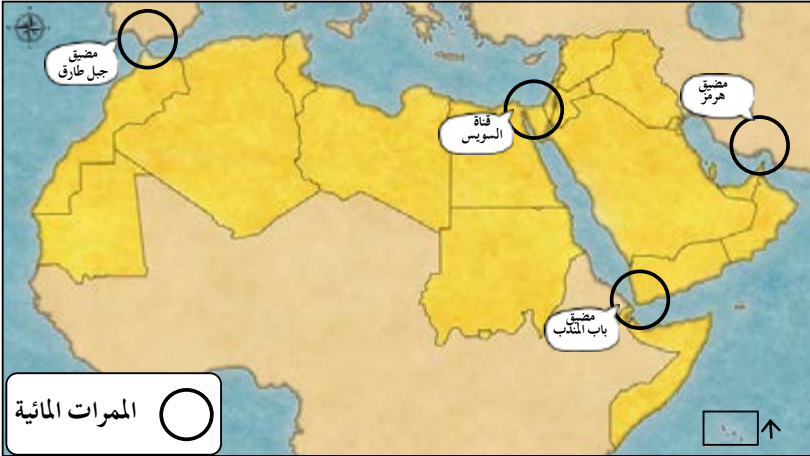 مضيق
جبل طارق
قناة
السويس
مضيق
هرمز
مضيق
باب المندب
الممرات المائية